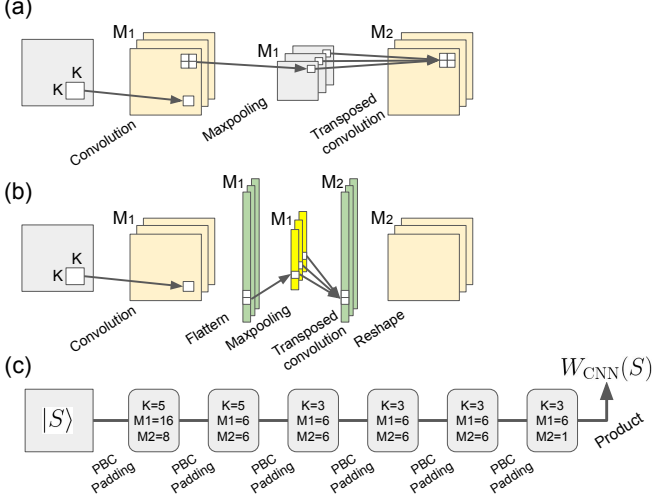 (a)
M1
M1
M2
K
K
Convolution
Maxpooling
Transposed
convolution
(b)
M1
M1
M2
M1
M2
K
K
Convolution
Flattern
Maxpooling
Transposed
convolution
Reshape
(c)
W_CNN(S)
|S⟩
K=5
M1=16
M2=8
K=5
M1=6
M2=6
K=3
M1=6
M2=6
K=3
M1=6
M2=6
K=3
M1=6
M2=6
K=3
M1=6
M2=1
Product
PBC
Padding
PBC
Padding
PBC
Padding
PBC
Padding
PBC
Padding
PBC
Padding